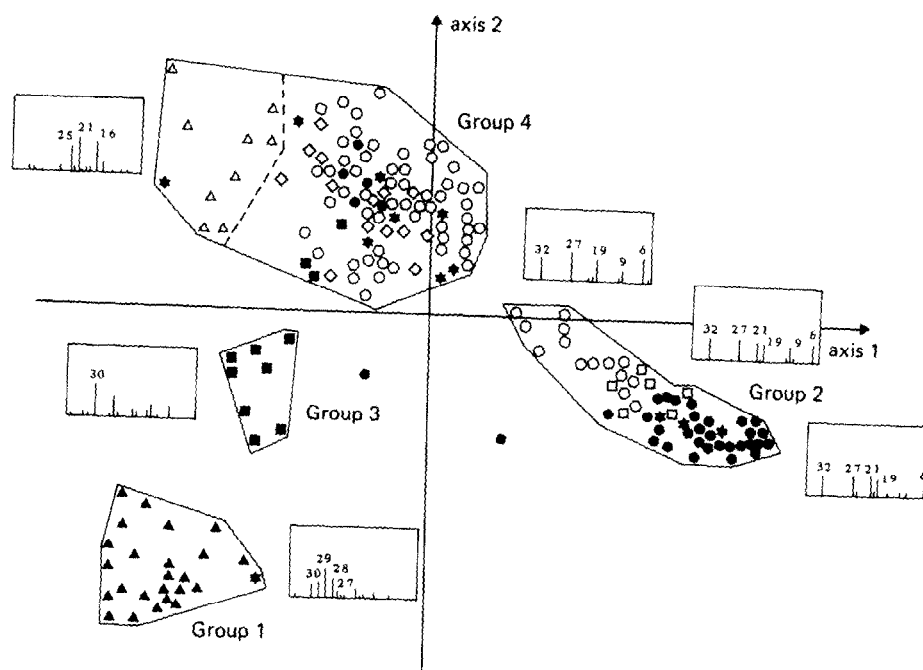 axis 2
Group 4
25 21 16
32 27 19 9 6
32 27 21 19 9 6
axis 1
30
Group 3
Group 2
32 27 21 19
29
30 28
27
Group 1